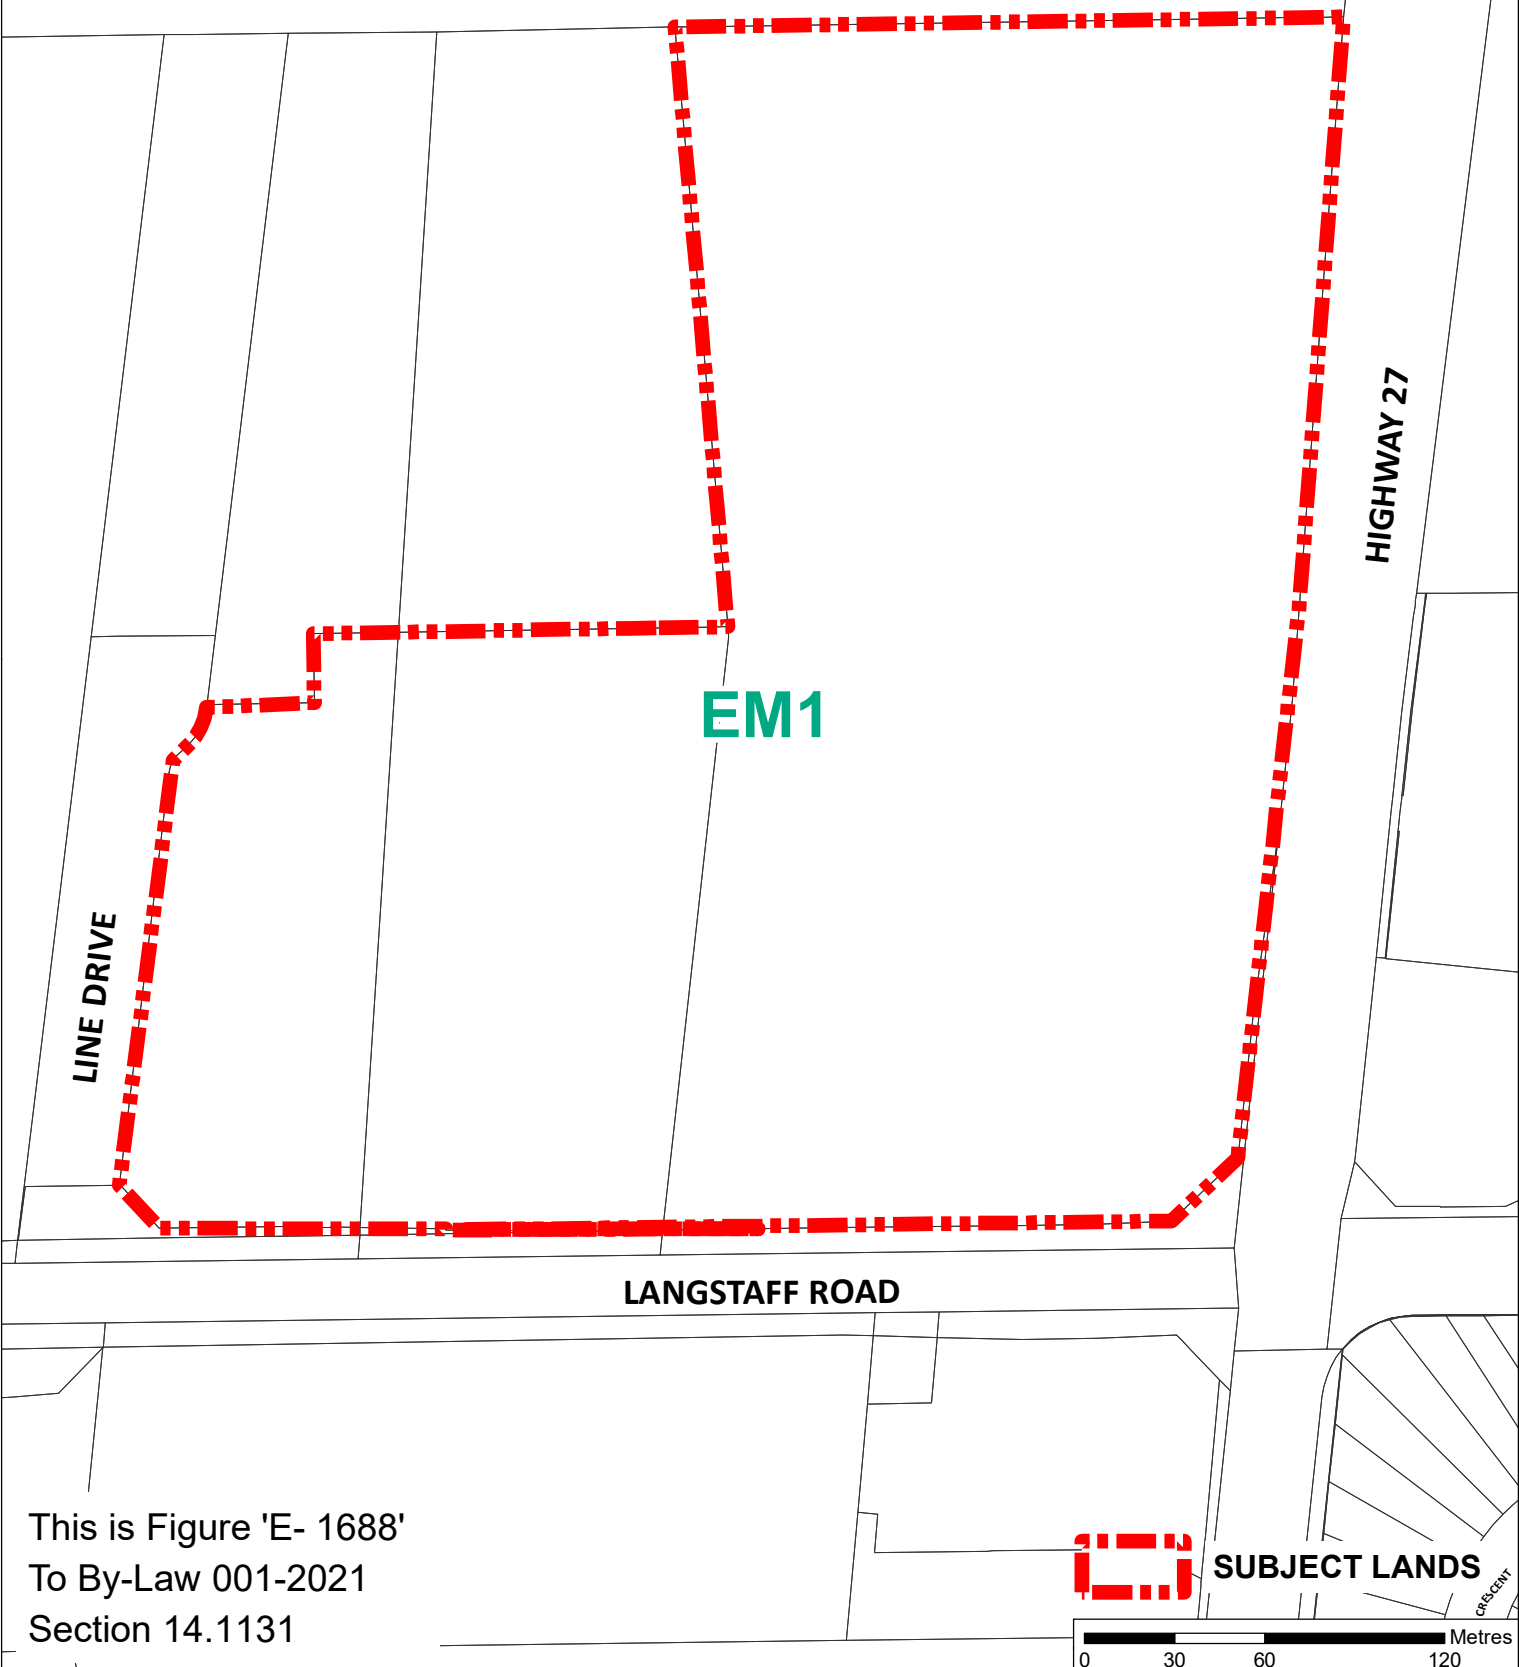 HIGHWAY 27
EM1
LINE DRIVE
LANGSTAFF ROAD
This is Figure 'E- 1688'
To By-Law 001-2021
Section 14.1131
SUBJECT LANDS
CRESCENT
Metres
0 30 60 120